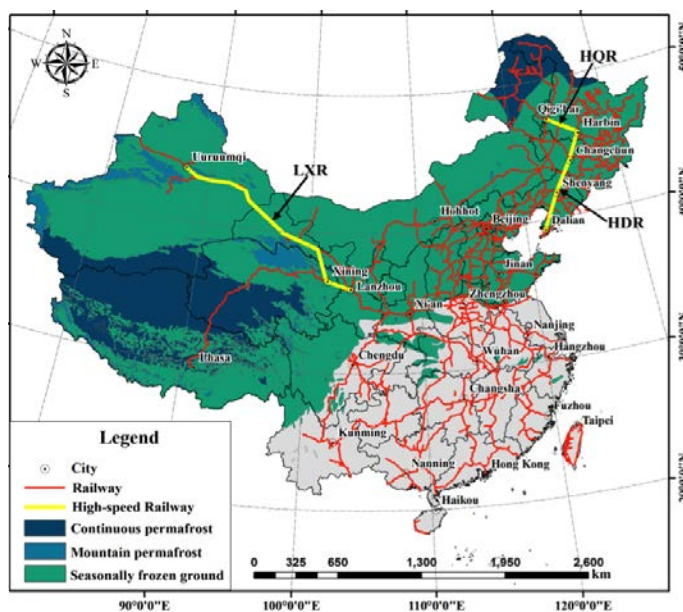 N
W
E
S
HQR
Qiqi'har
Harbin
Changchun
Uuruumqi
LXR
Shenyang
HDR
Hohhot
Beijing
Dalian
Xining
Jinan
Lanzhou
Zhengzhou
Xi'an
Nanjing
Lhasa
Chengdu
Wuhan
Hangzhou
Changsha
Fuzhou
Taipei
Kunming
Nanning
Hong Kong
Haikou
Legend
City
Railway
High-speed Railway
Continuous permafrost
Mountain permafrost
Seasonally frozen ground
0 325 650 1,300 1,950 2,600
km
90°0'0"E 100°0'0"E 110°0'0"E 120°0'0"E